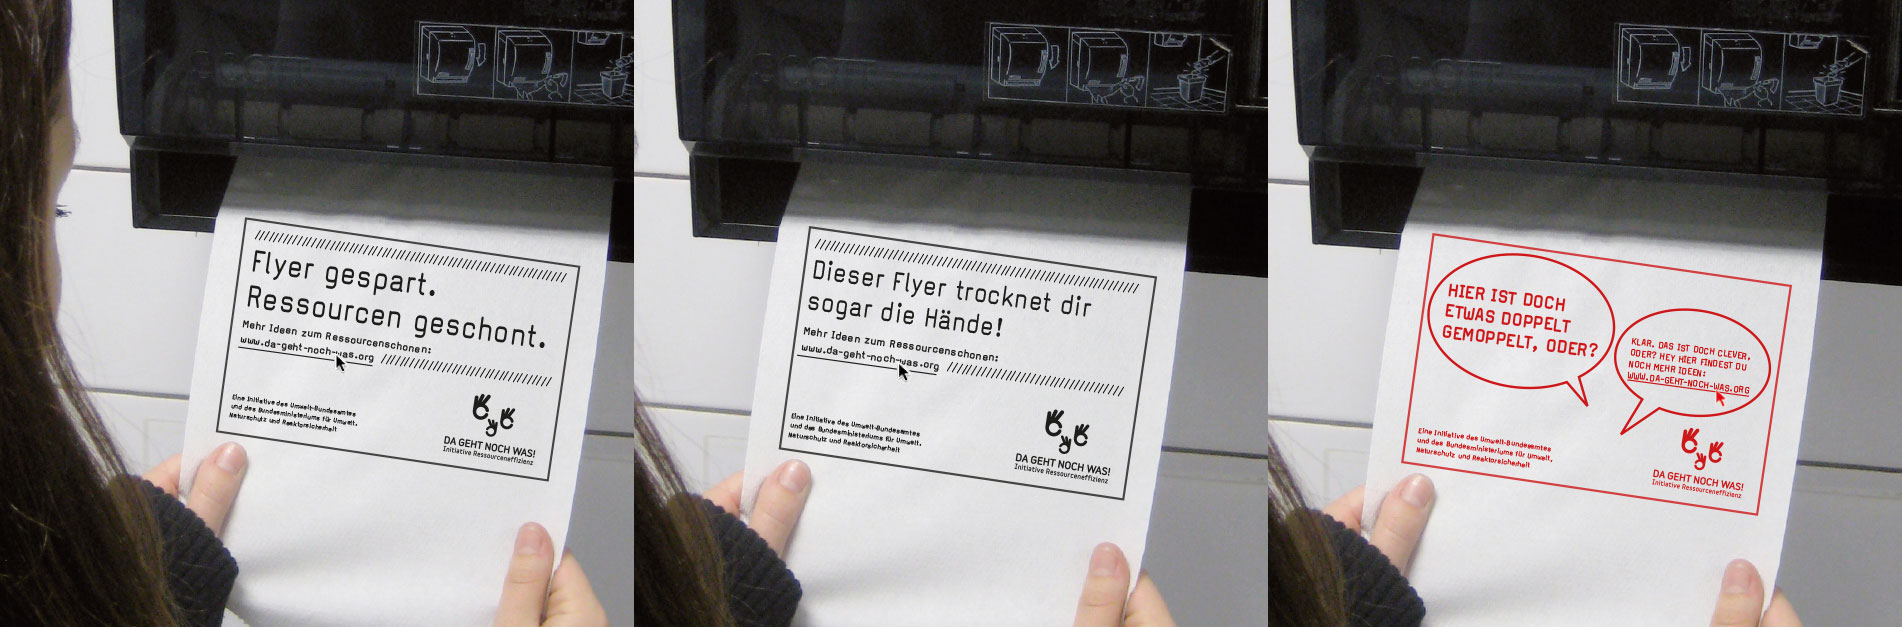 Flyer gespart.
Ressourcen geschont.
Mehr Ideen zum Ressourcenschonen:
www.da-geht-noch-was.org
Eine Initiative des Umwelt-Bundesamtes
und des Bundesministeriums für Umwelt,
Naturschutz und Reaktorsicherheit
DA GEHT NOCH WAS!
Initiative Ressourceneffizienz
Dieser Flyer trocknet dir
sogar die Hände!
Mehr Ideen zum Ressourcenschonen:
www.da-geht-noch-was.org
Eine Initiative des Umwelt-Bundesamtes
und des Bundesministeriums für Umwelt,
Naturschutz und Reaktorsicherheit
DA GEHT NOCH WAS!
Initiative Ressourceneffizienz
HIER IST DOCH
ETWAS DOPPELT
GEMOPPELT, ODER?
KLAR. DAS IST DOCH CLEVER,
ODER? HEY HIER FINDEST DU
NOCH MEHR IDEEN:
WWW.DA-GEHT-NOCH-WAS.ORG
Eine Initiative des Umwelt-Bundesamtes
und des Bundesministeriums für Umwelt,
Naturschutz und Reaktorsicherheit
DA GEHT NOCH WAS!
Initiative Ressourceneffizienz